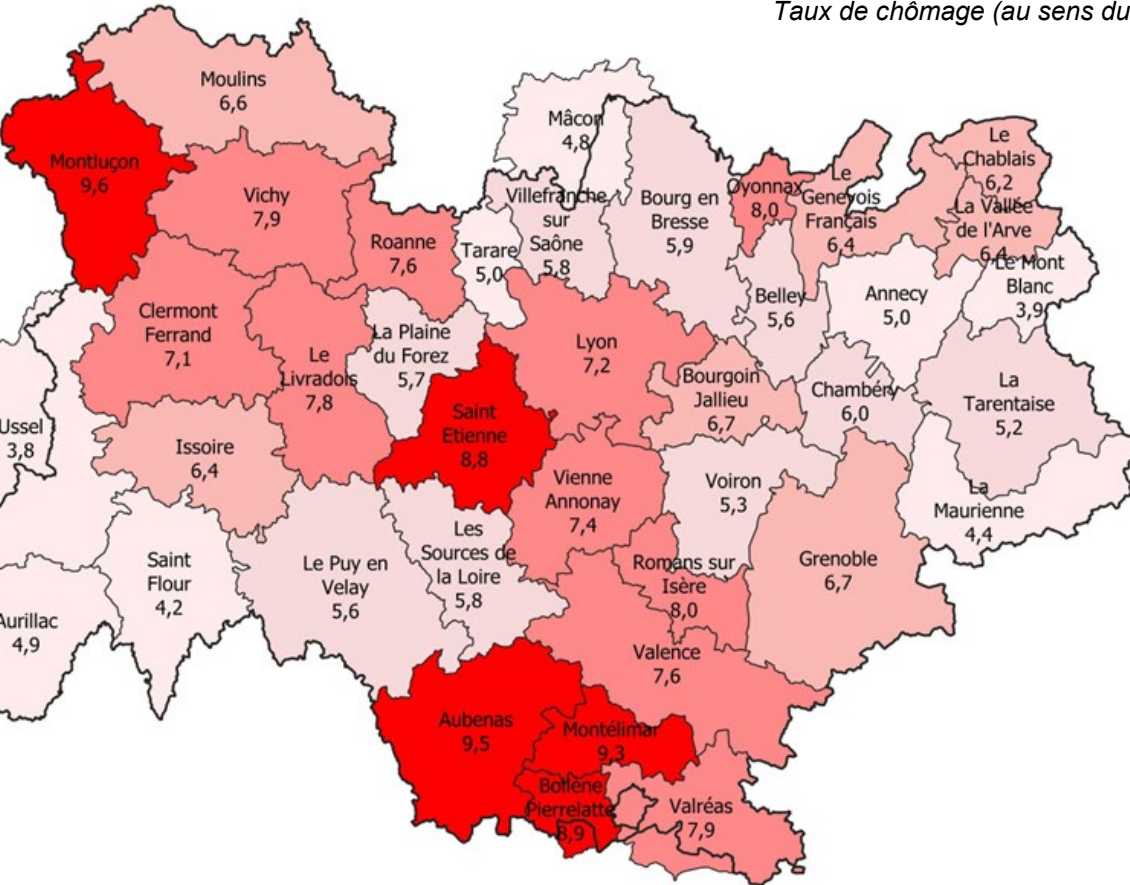 Taux de chômage (au sens du
Moulins
6,6
Montluçon
9,6
Vichy
7,9
Roanne
7,6
Mâcon
4,8
Villefranche
sur
Saône
5,8
Tarare
5,0
Bourg en
Bresse
5,9
Oyonnax
8,0
Le
Genevois
Français
6,4
Le
Chablais
6,2
La Vallée
de l'Arve
6,4
Le Mont
Blanc
3,9
Clermont
Ferrand
7,1
Le
Livradois
7,8
La Plaine
du Forez
5,7
Lyon
7,2
Belley
5,6
Annecy
5,0
Bourgoin
Jallieu
6,7
Chambéry
6,0
La
Tarentaise
5,2
Ussel
3,8
Issoire
6,4
Saint
Etienne
8,8
Vienne
Annonay
7,4
Voiron
5,3
La
Maurienne
4,4
Saint
Flour
4,2
Le Puy en
Velay
5,6
Les
Sources de
la Loire
5,8
Romans sur
Isère
8,0
Grenoble
6,7
Aurillac
4,9
Valence
7,6
Aubenas
9,5
Montélimar
9,3
Bollène
Pierrelatte
8,9
Valréas
7,9